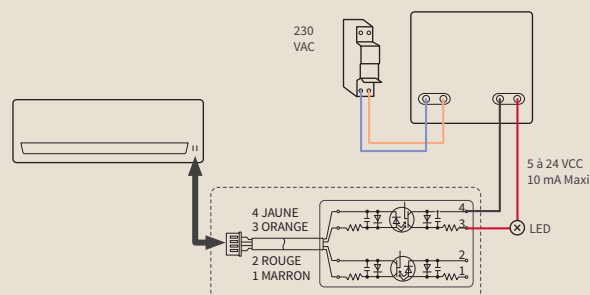 230
VAC
5 à 24 VCC
10 mA Maxi
LED
4 JAUNE
3 ORANGE
2 ROUGE
1 MARRON
4
3
2
1